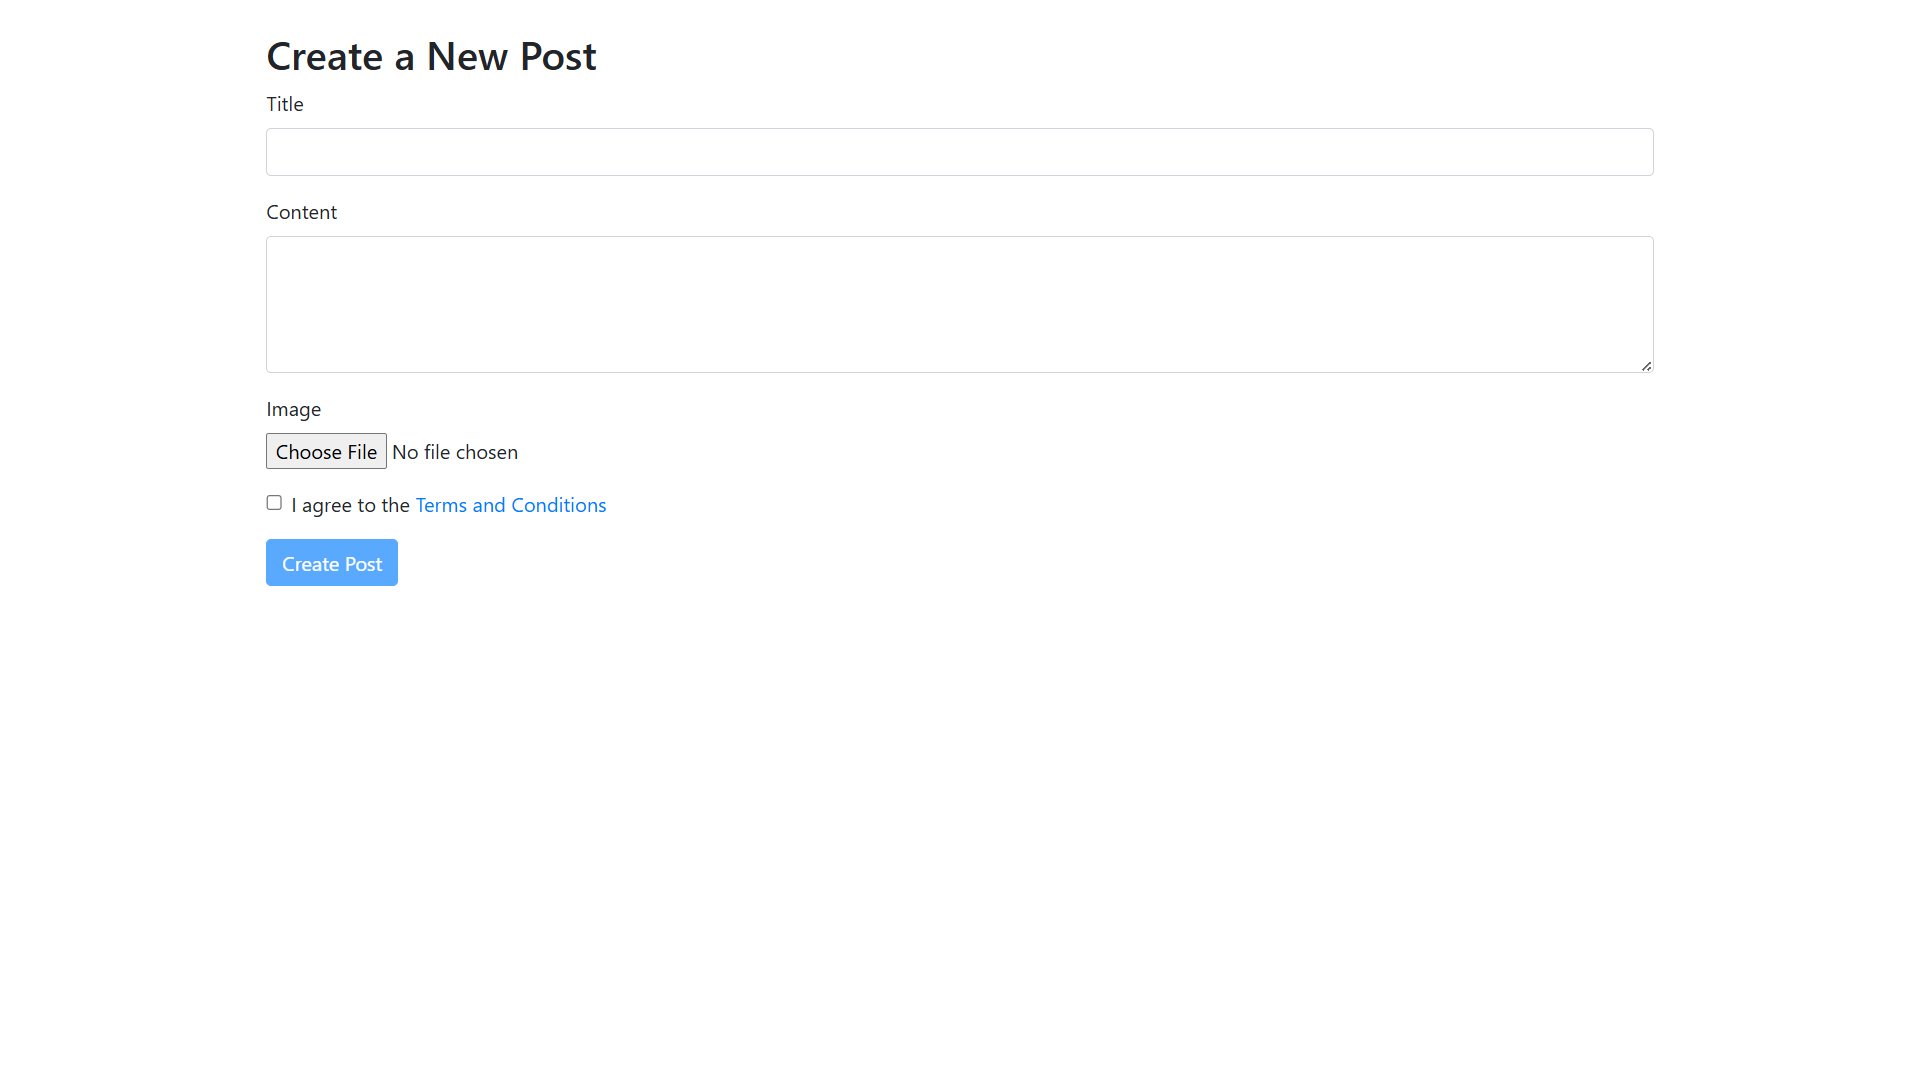 Create a New Post
Title
Content
Image
Choose File No file chosen
I agree to the Terms and Conditions
Create Post